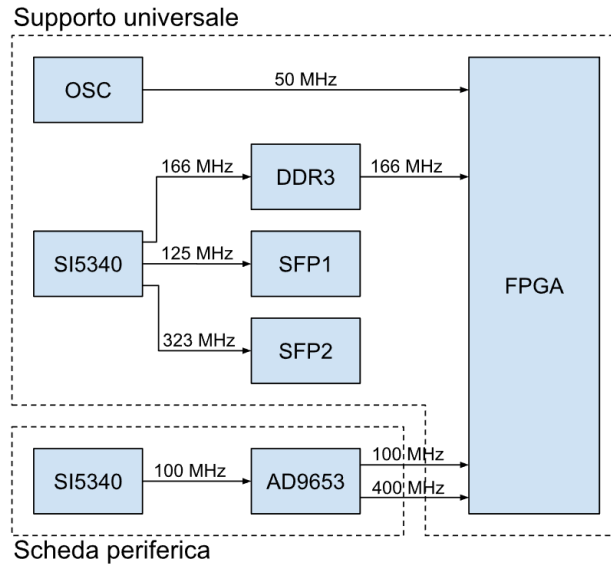 Supporto universale
OSC
50 MHz
166 MHz
DDR3
166 MHz
SI5340
125 MHz
SFP1
FPGA
323 MHz
SFP2
SI5340
100 MHz
AD9653
100 MHz
400 MHz
Scheda periferica